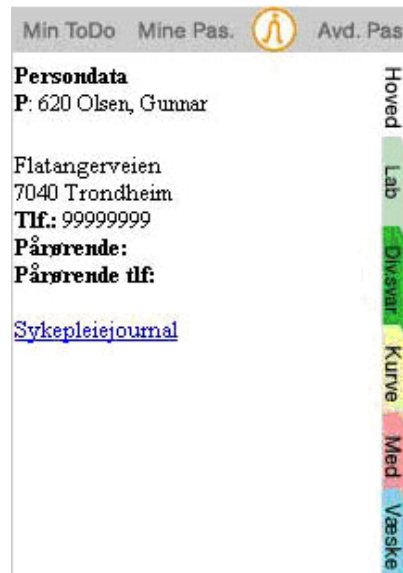 Min ToDo Mine Pas. Avd. Pas
Persondata
P: 620 Olsen, Gunnar
Flatangerveien
7040 Trondheim
Tlf.: 99999999
Pårørende:
Pårørende tlf:
Sykepleiejournal
Hoved
Lab
Div.svar
Kurve
Med
Væske